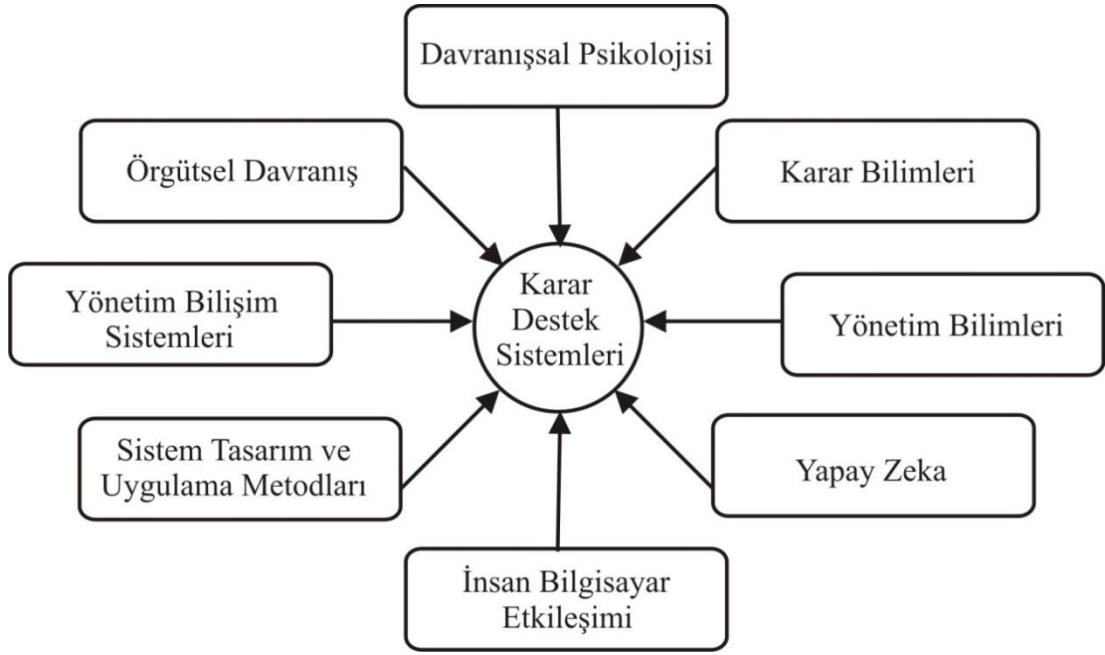 Davranışsal Psikolojisi
Örgütsel Davranış
Karar Bilimleri
Yönetim Bilişim
Sistemleri
Karar
Destek
Sistemleri
Yönetim Bilimleri
Sistem Tasarım ve
Uygulama Metodları
Yapay Zeka
İnsan Bilgisayar
Etkileşimi